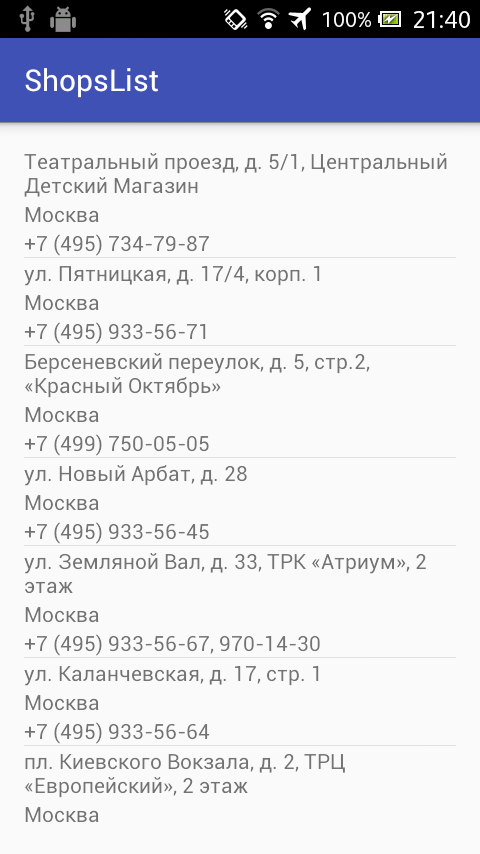 100% 21:40
ShopsList
Театральный проезд, д. 5/1, Центральный
Детский Магазин
Москва
+7 (495) 734-79-87
ул. Пятницкая, д. 17/4, корп. 1
Москва
+7 (495) 933-56-71
Берсеневский переулок, д. 5, стр.2,
«Красный Октябрь»
Москва
+7 (499) 750-05-05
ул. Новый Арбат, д. 28
Москва
+7 (495) 933-56-45
ул. Земляной Вал, д. 33, ТРК «Атриум», 2
этаж
Москва
+7 (495) 933-56-67, 970-14-30
ул. Каланчевская, д. 17, стр. 1
Москва
+7 (495) 933-56-64
пл. Киевского Вокзала, д. 2, ТРЦ
«Европейский», 2 этаж
Москва